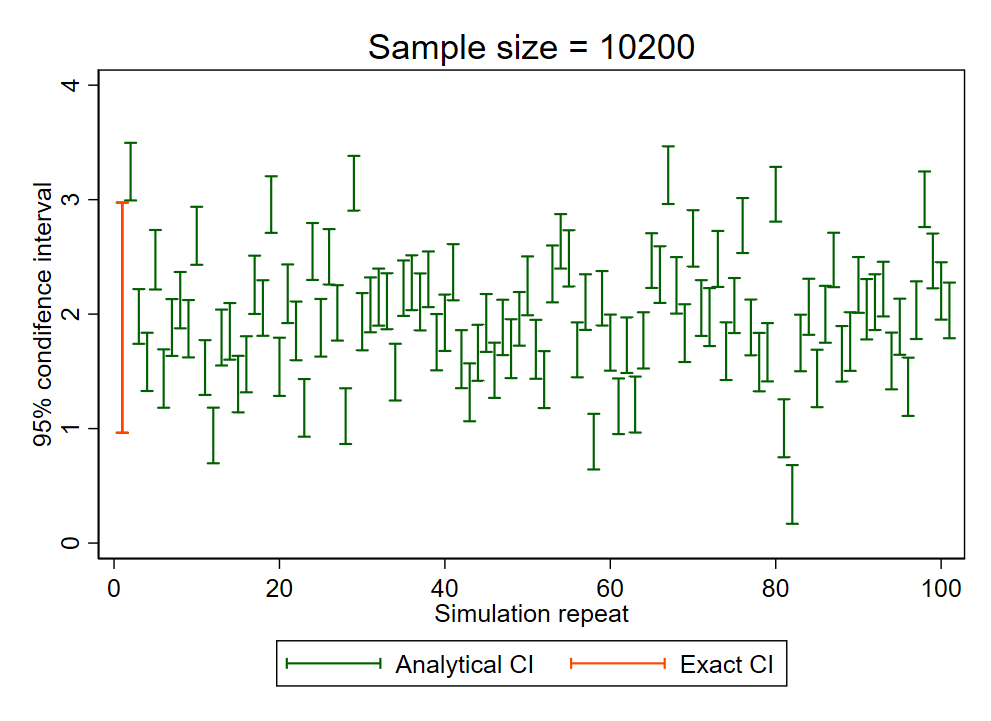 Sample size = 10200
95% condifence interval
4
3
2
1
0
0 20 40 60 80 100
Simulation repeat
Analytical CI Exact CI